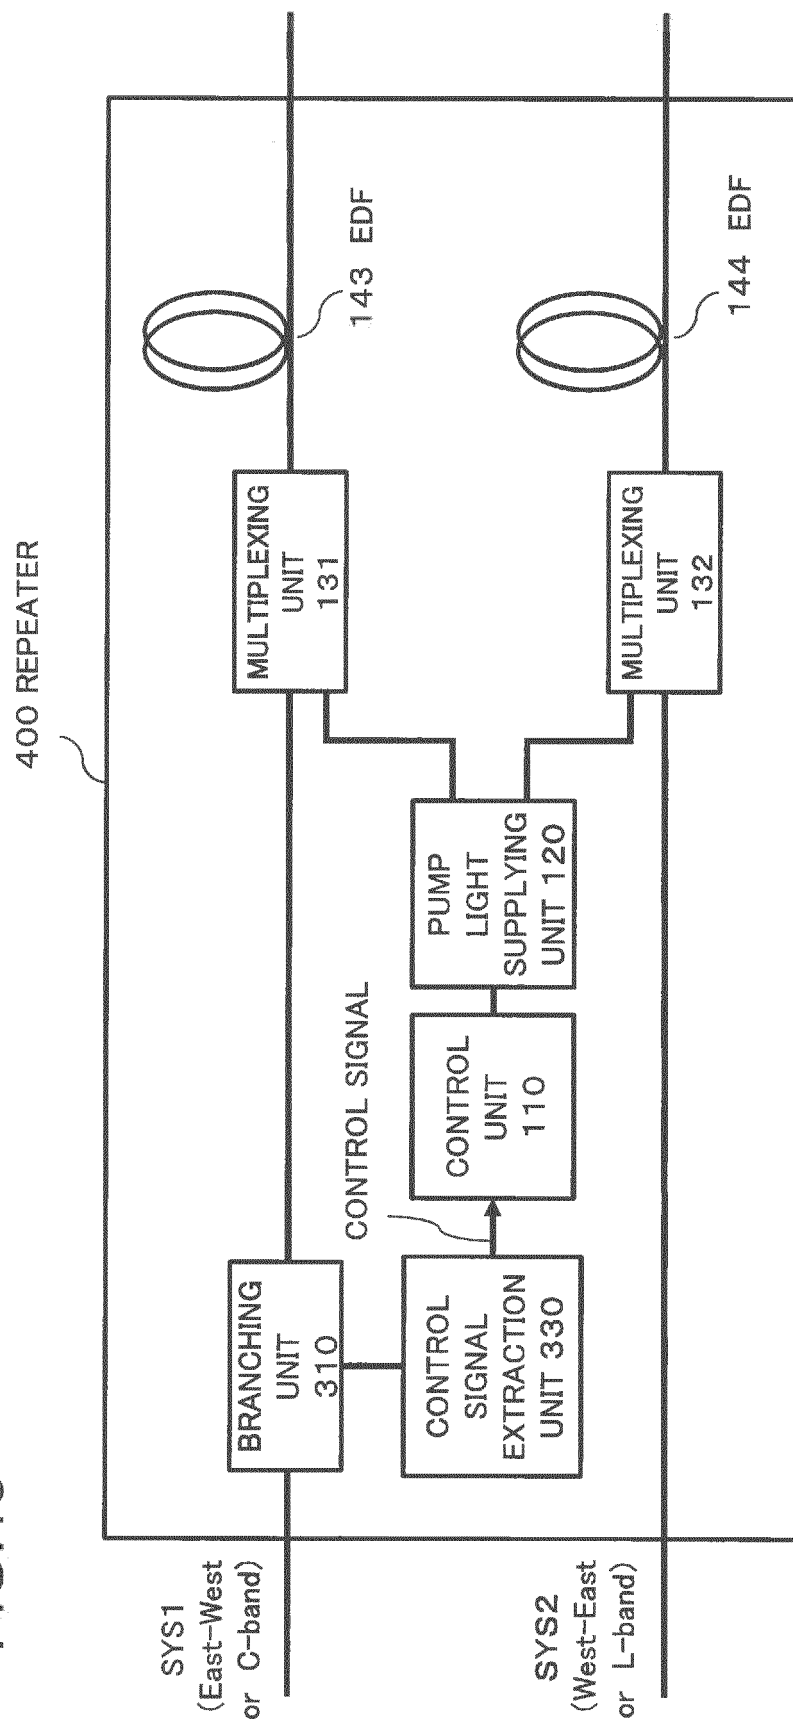 400 REPEATER
SYS1
(East-West
or C-band)
BRANCHING
UNIT
310
MULTIPLEXING
UNIT
131
143 EDF
CONTROL SIGNAL
CONTROL
SIGNAL
EXTRACTION
UNIT 330
CONTROL
UNIT
110
PUMP
LIGHT
SUPPLYING
UNIT 120
SYS2
(West-East
or L-band)
MULTIPLEXING
UNIT
132
144 EDF